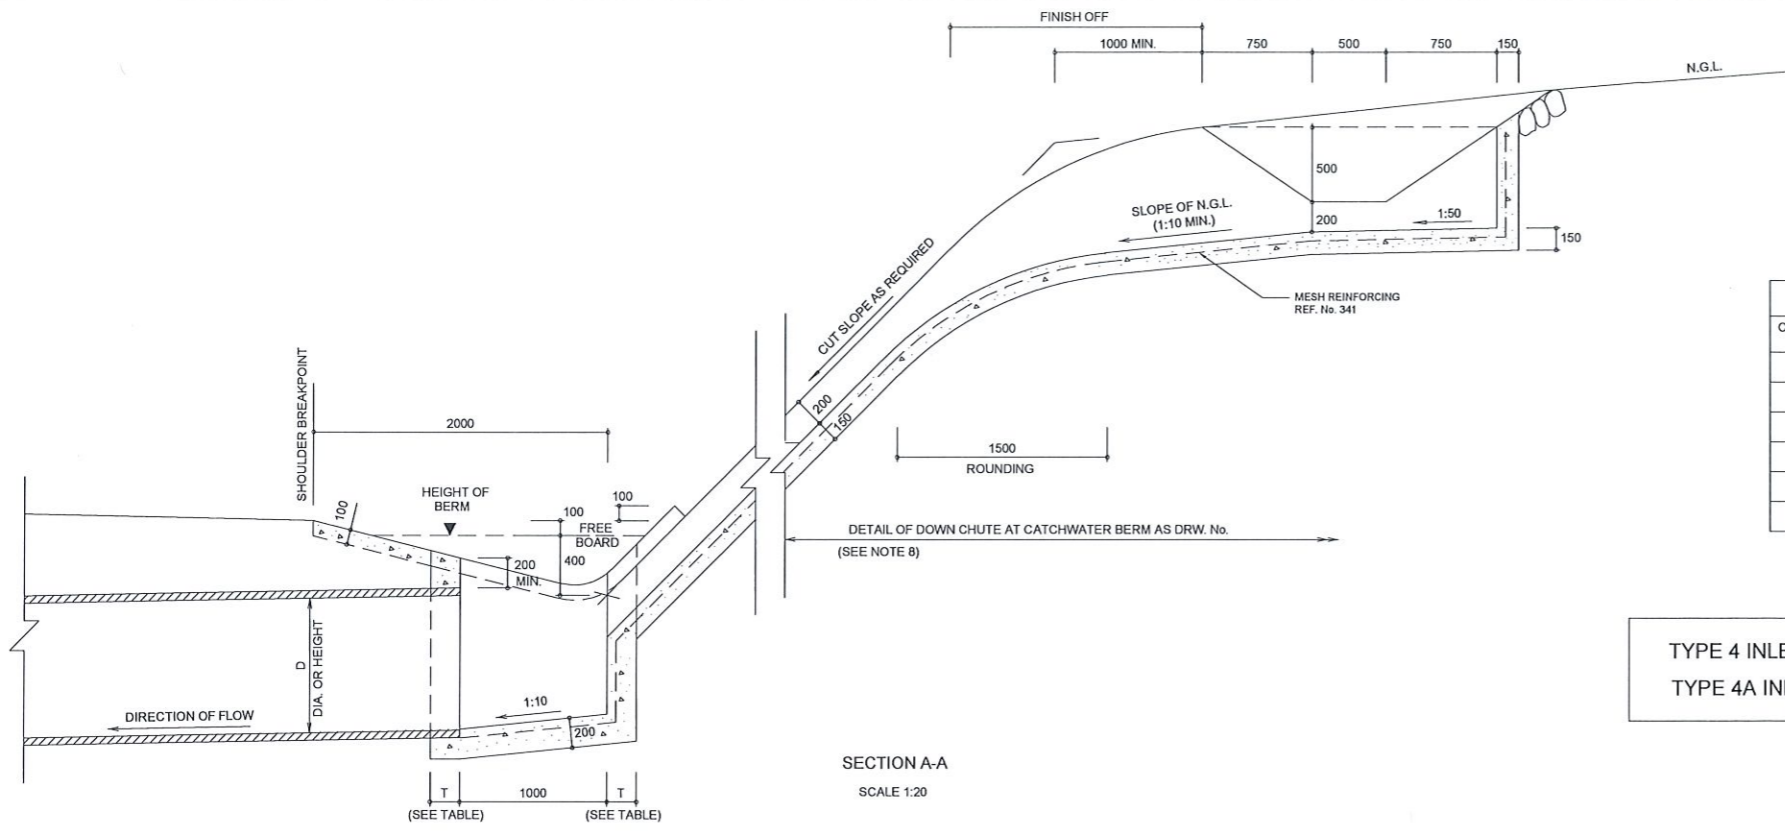 FINISH OFF
1000 MIN.
750
500
750
150
N.G.L.
500
SLOPE OF N.G.L.
(1:10 MIN.)
200
1:50
150
CUT SLOPE AS REQUIRED
MESH REINFORCING
REF. No. 341
SHOULDER BREAKPOINT
2000
200
150
1500
ROUNDING
100
HEIGHT OF
BERM
100
100
FREE
BOARD
400
200
MIN.
DETAIL OF DOWN CHUTE AT CATCHWATER BERM AS DRW. No.
(SEE NOTE 8)
D
DIA. OR HEIGHT
DIRECTION OF FLOW
1:10
200
TYPE 4 INLE
TYPE 4A IN
SECTION A-A
SCALE 1:20
T
1000
T
(SEE TABLE)
(SEE TABLE)